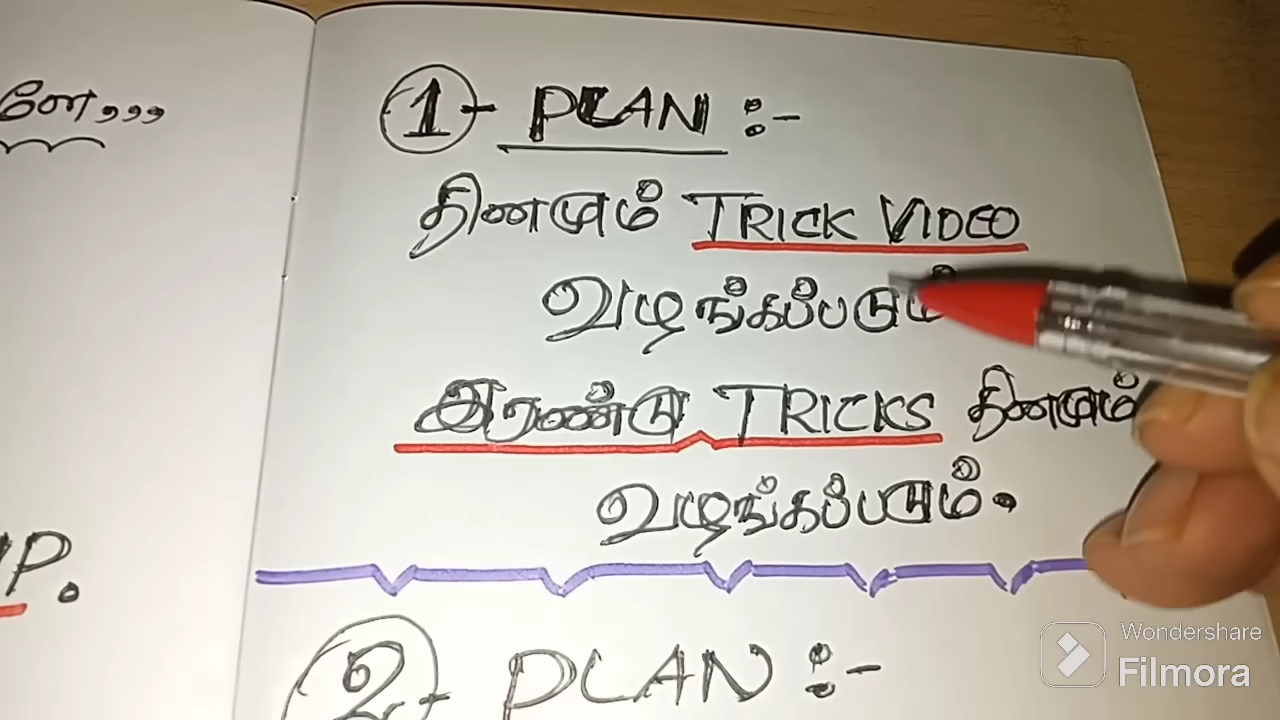 னோ,,,
P.
1 - PLAN :-
தினமும் TRICK VIDEO
வழங்கப்படும்
இரண்டு TRICKS தினமும்
வழங்கப்படும்.
2 - PLAN :-
Wondershare
Filmora